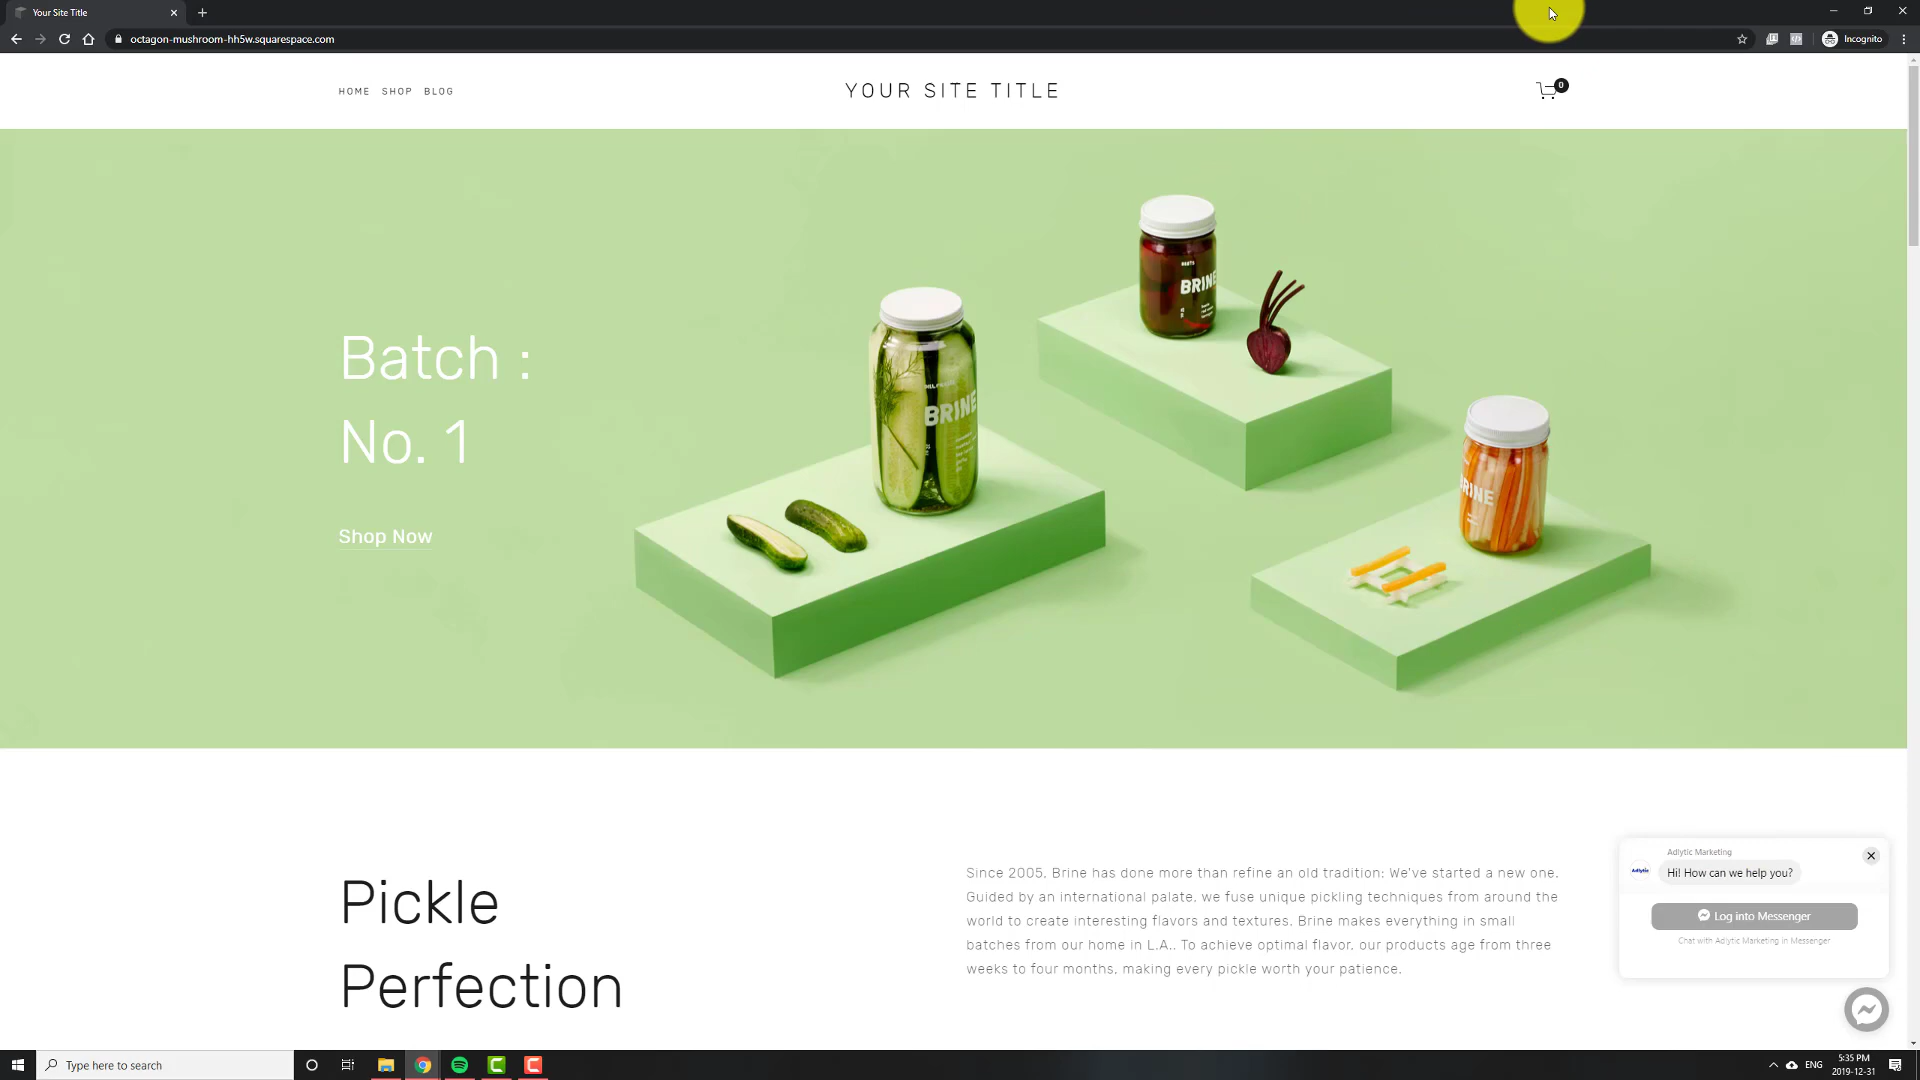 Your Site Title
octagon-mushroom-hh5w.squarespace.com
Incognito
HOME SHOP BLOG
YOUR SITE TITLE
0
BEETS
BRINE
BRINE
BRINE
Batch :
No. 1
Shop Now
Pickle
Perfection
Since 2005, Brine has done more than refine an old tradition: We've started a new one.
Guided by an international palate, we fuse unique pickling techniques from around the
world to create interesting flavors and textures. Brine makes everything in small
batches from our home in L.A.. To achieve optimal flavor, our products age from three
weeks to four months, making every pickle worth your patience.
Adlytic Marketing
Adlytic
Hi! How can we help you?
Log into Messenger
Chat with Adlytic Marketing in Messenger
Type here to search
ENG
5:35 PM
2019-12-31